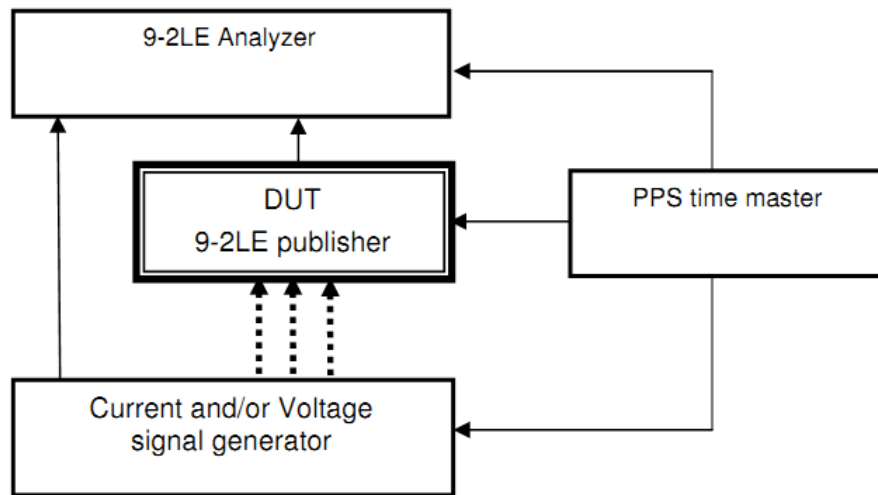 9-2LE Analyzer
DUT
9-2LE publisher
PPS time master
Current and/or Voltage
signal generator